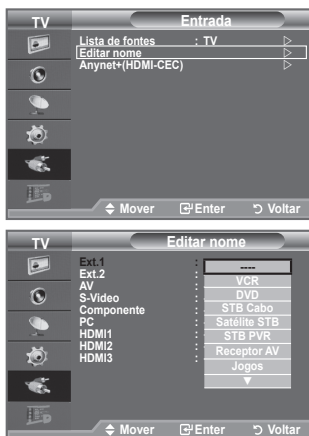 TV Entrada
Lista de fontes : TV ▷
Editar nome ▷
Anynet+(HDMI-CEC) ▷
Mover Enter Voltar
TV Editar nome
Ext.1 : ----
Ext.2 : VCR
AV : DVD
S-Video : STB Cabo
Componente : Satélite STB
PC : STB PVR
HDMI1 : Receptor AV
HDMI2 : Jogos
HDMI3 : ▼
Mover Enter Voltar